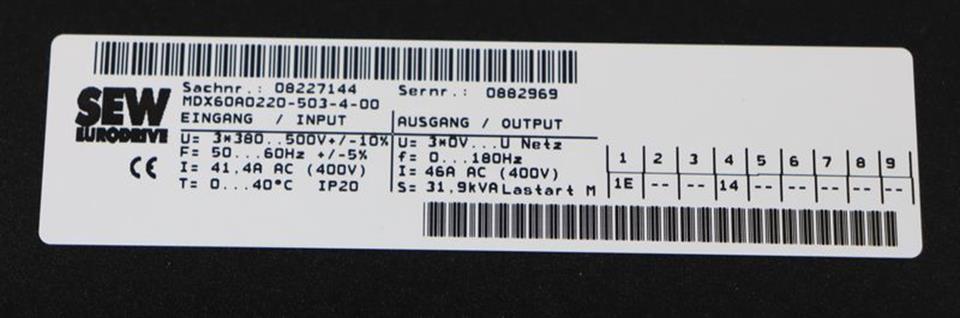 SEW
EURODRIVE
CE
Sachnr.: 08227144 Sernr.: 0882969
MDX60A0220-503-4-00
EINGANG / INPUT AUSGANG / OUTPUT
U= 3*380..500V+/-10% U= 3*0V...U Netz
F= 50...60Hz +/-5% f= 0...180Hz
I= 41,4A AC (400V) I= 46A AC (400V)
T= 0...40°C IP20 S= 31,9kVA Lastart M
1 2 3 4 5 6 7 8 9
1E -- -- 14 -- -- -- -- --